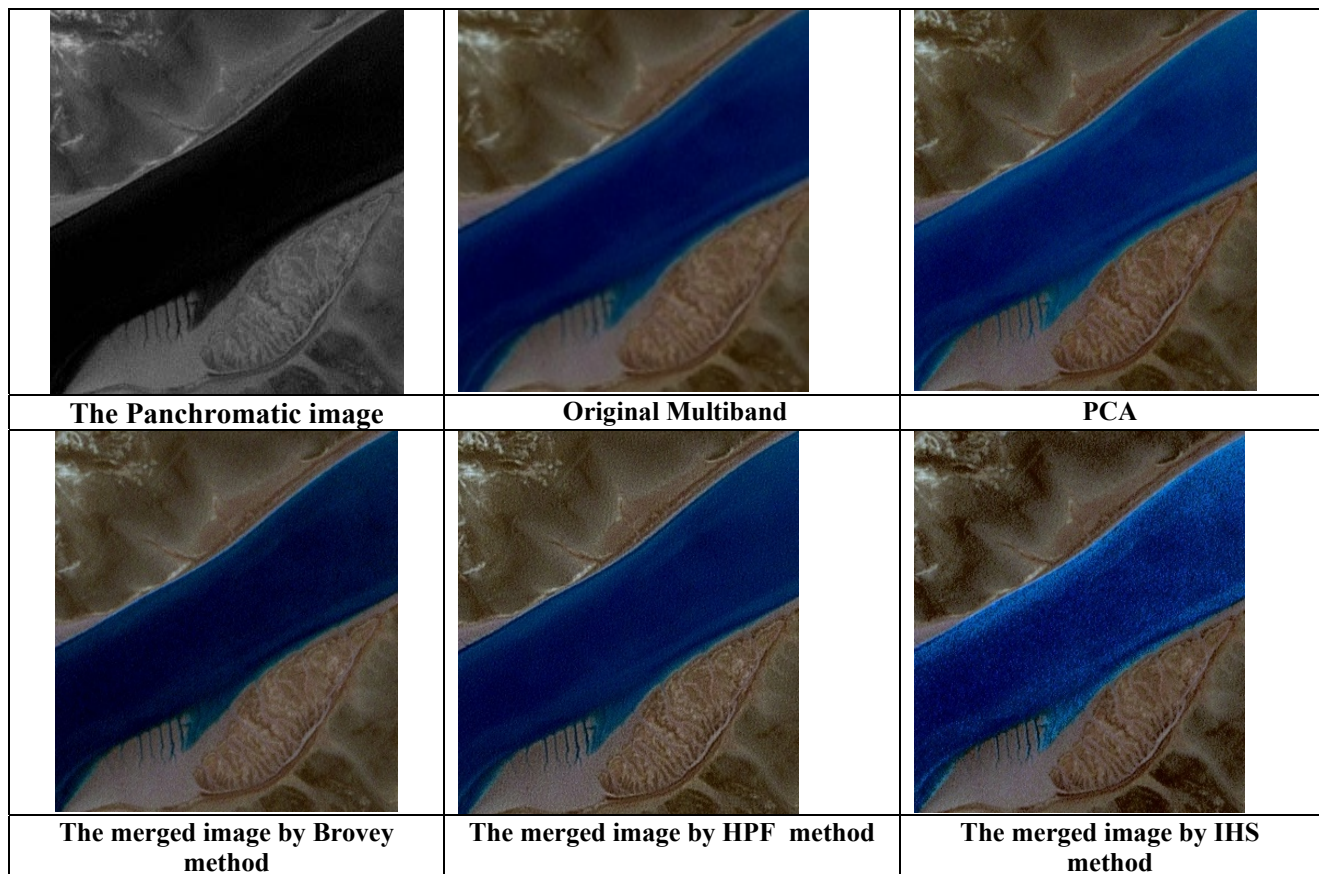 The Panchromatic image
Original Multiband
PCA
The merged image by Brovey
method
The merged image by HPF method
The merged image by IHS
method